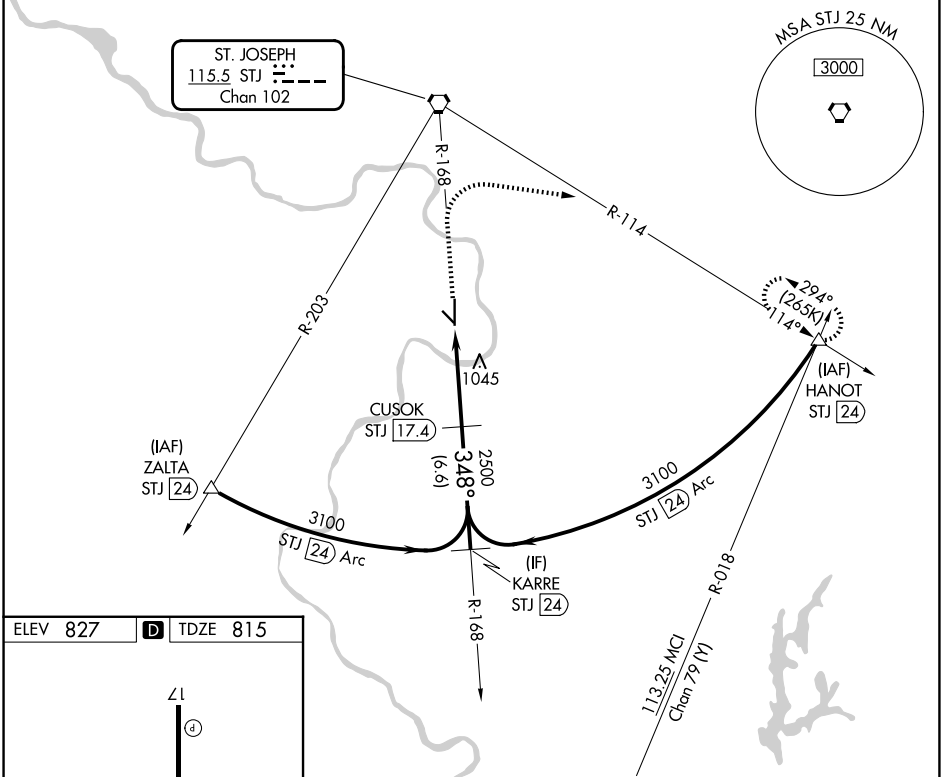 ST. JOSEPH
115.5 STJ
Chan 102
MSA STJ 25 NM
3000
R-168
R-114
R-203
294°
(265K)
114°
1045
(IAF)
HANOT
STJ 24
CUSOK
STJ 17.4
(IAF)
ZALTA
STJ 24
2500
348°
(6.6)
3100
STJ 24 Arc
3100
STJ 24 Arc
(IF)
KARRE
STJ 24
R-168
R-018
113.25 MCI
Chan 79 (Y)
ELEV 827 D TDZE 815
17
P